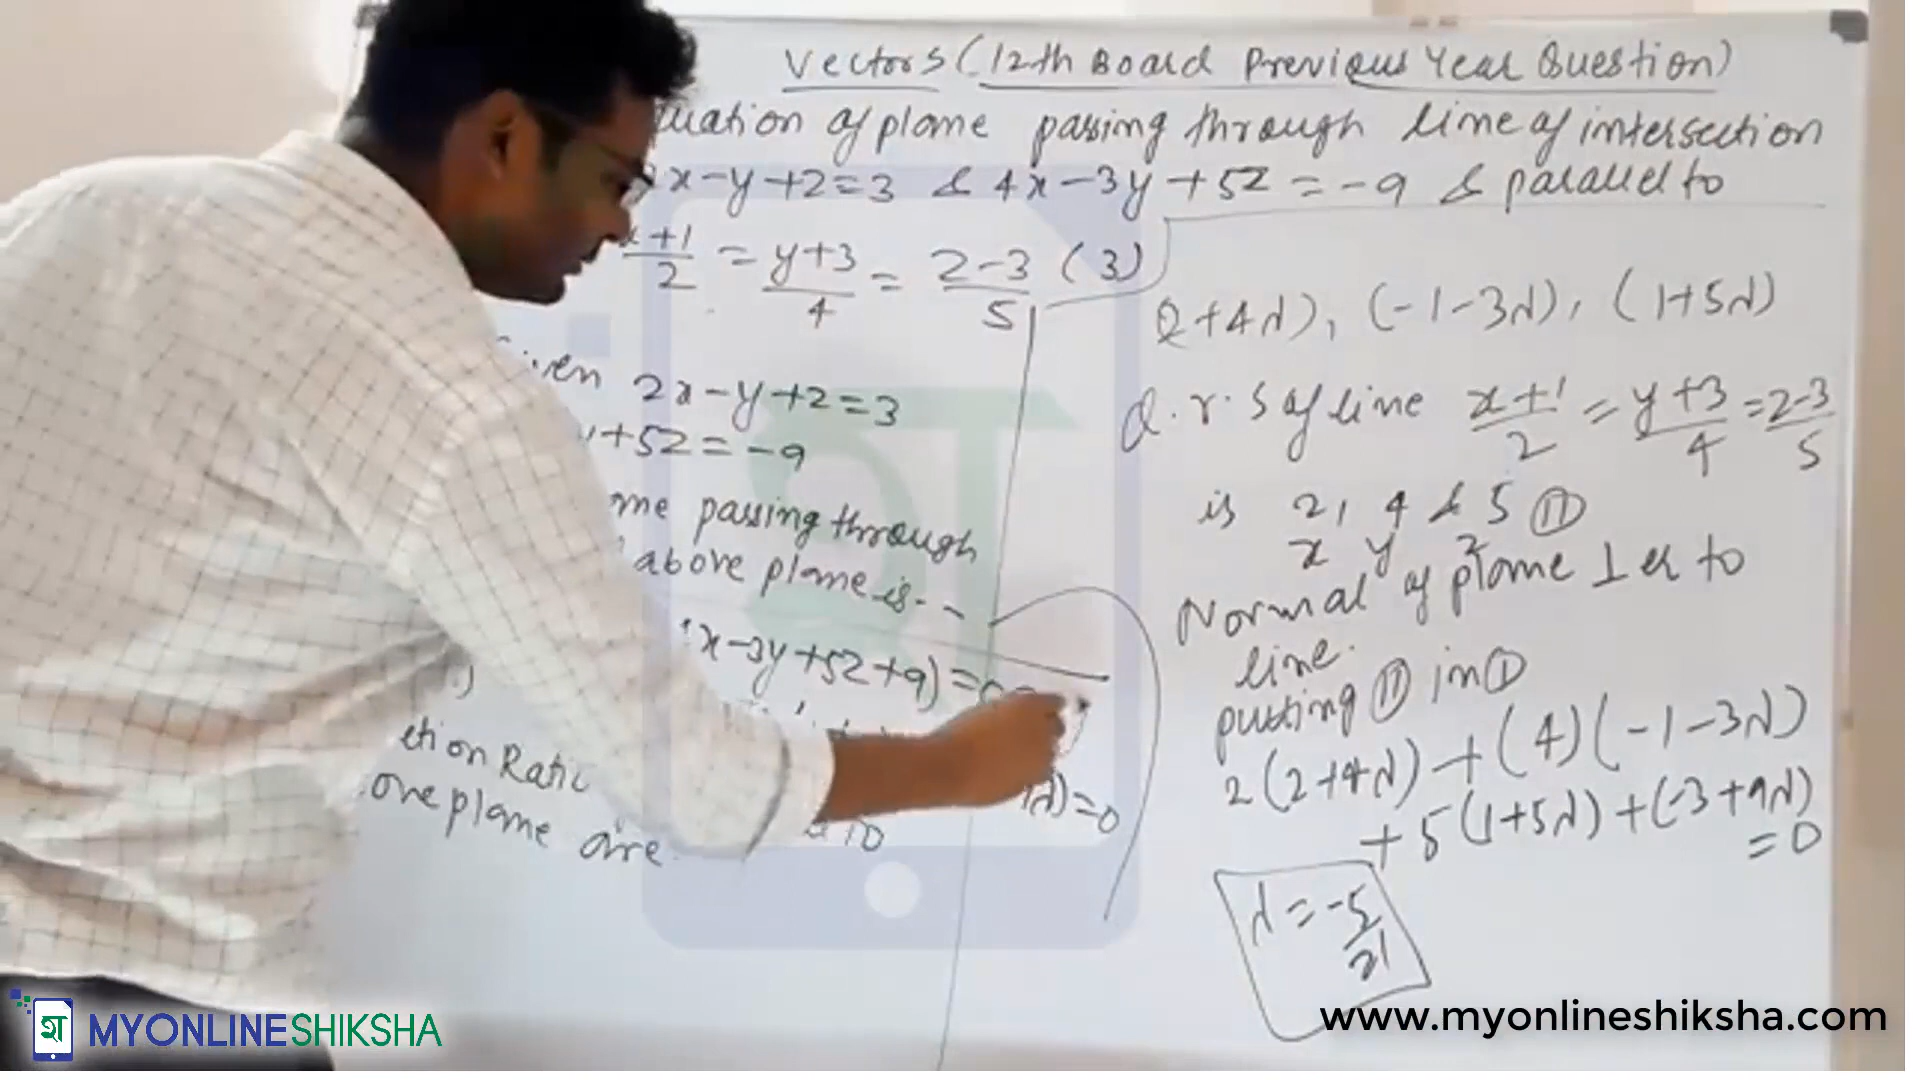 Vectors (12th Board Previous Year Question)
uation of plane passing through line of intersection
x-y+z=3 & 4x-3y+5z=-9 & parallel to
x+1/2 = y+3/4 = z-3/5 (3)
(2+4λ), (-1-3λ), (1+5λ)
iven 2x-y+z=3
y+5z=-9
d.r.s of line x+1/2 = y+3/4 = z-3/5
is 2, 4 & 5 (II)
x y z
ane passing through
above plane is--
Normal of plane ⊥er to
line.
x-3y+5z+9)=0
putting (II) in (I)
2(2+4λ)+(4)(-1-3λ)
+5(1+5λ)+(-3+9λ)
=0
λ)=0
ction Ratio
ove plane are
λ=-5/21
MYONLINESHIKSHA
www.myonlineshiksha.com